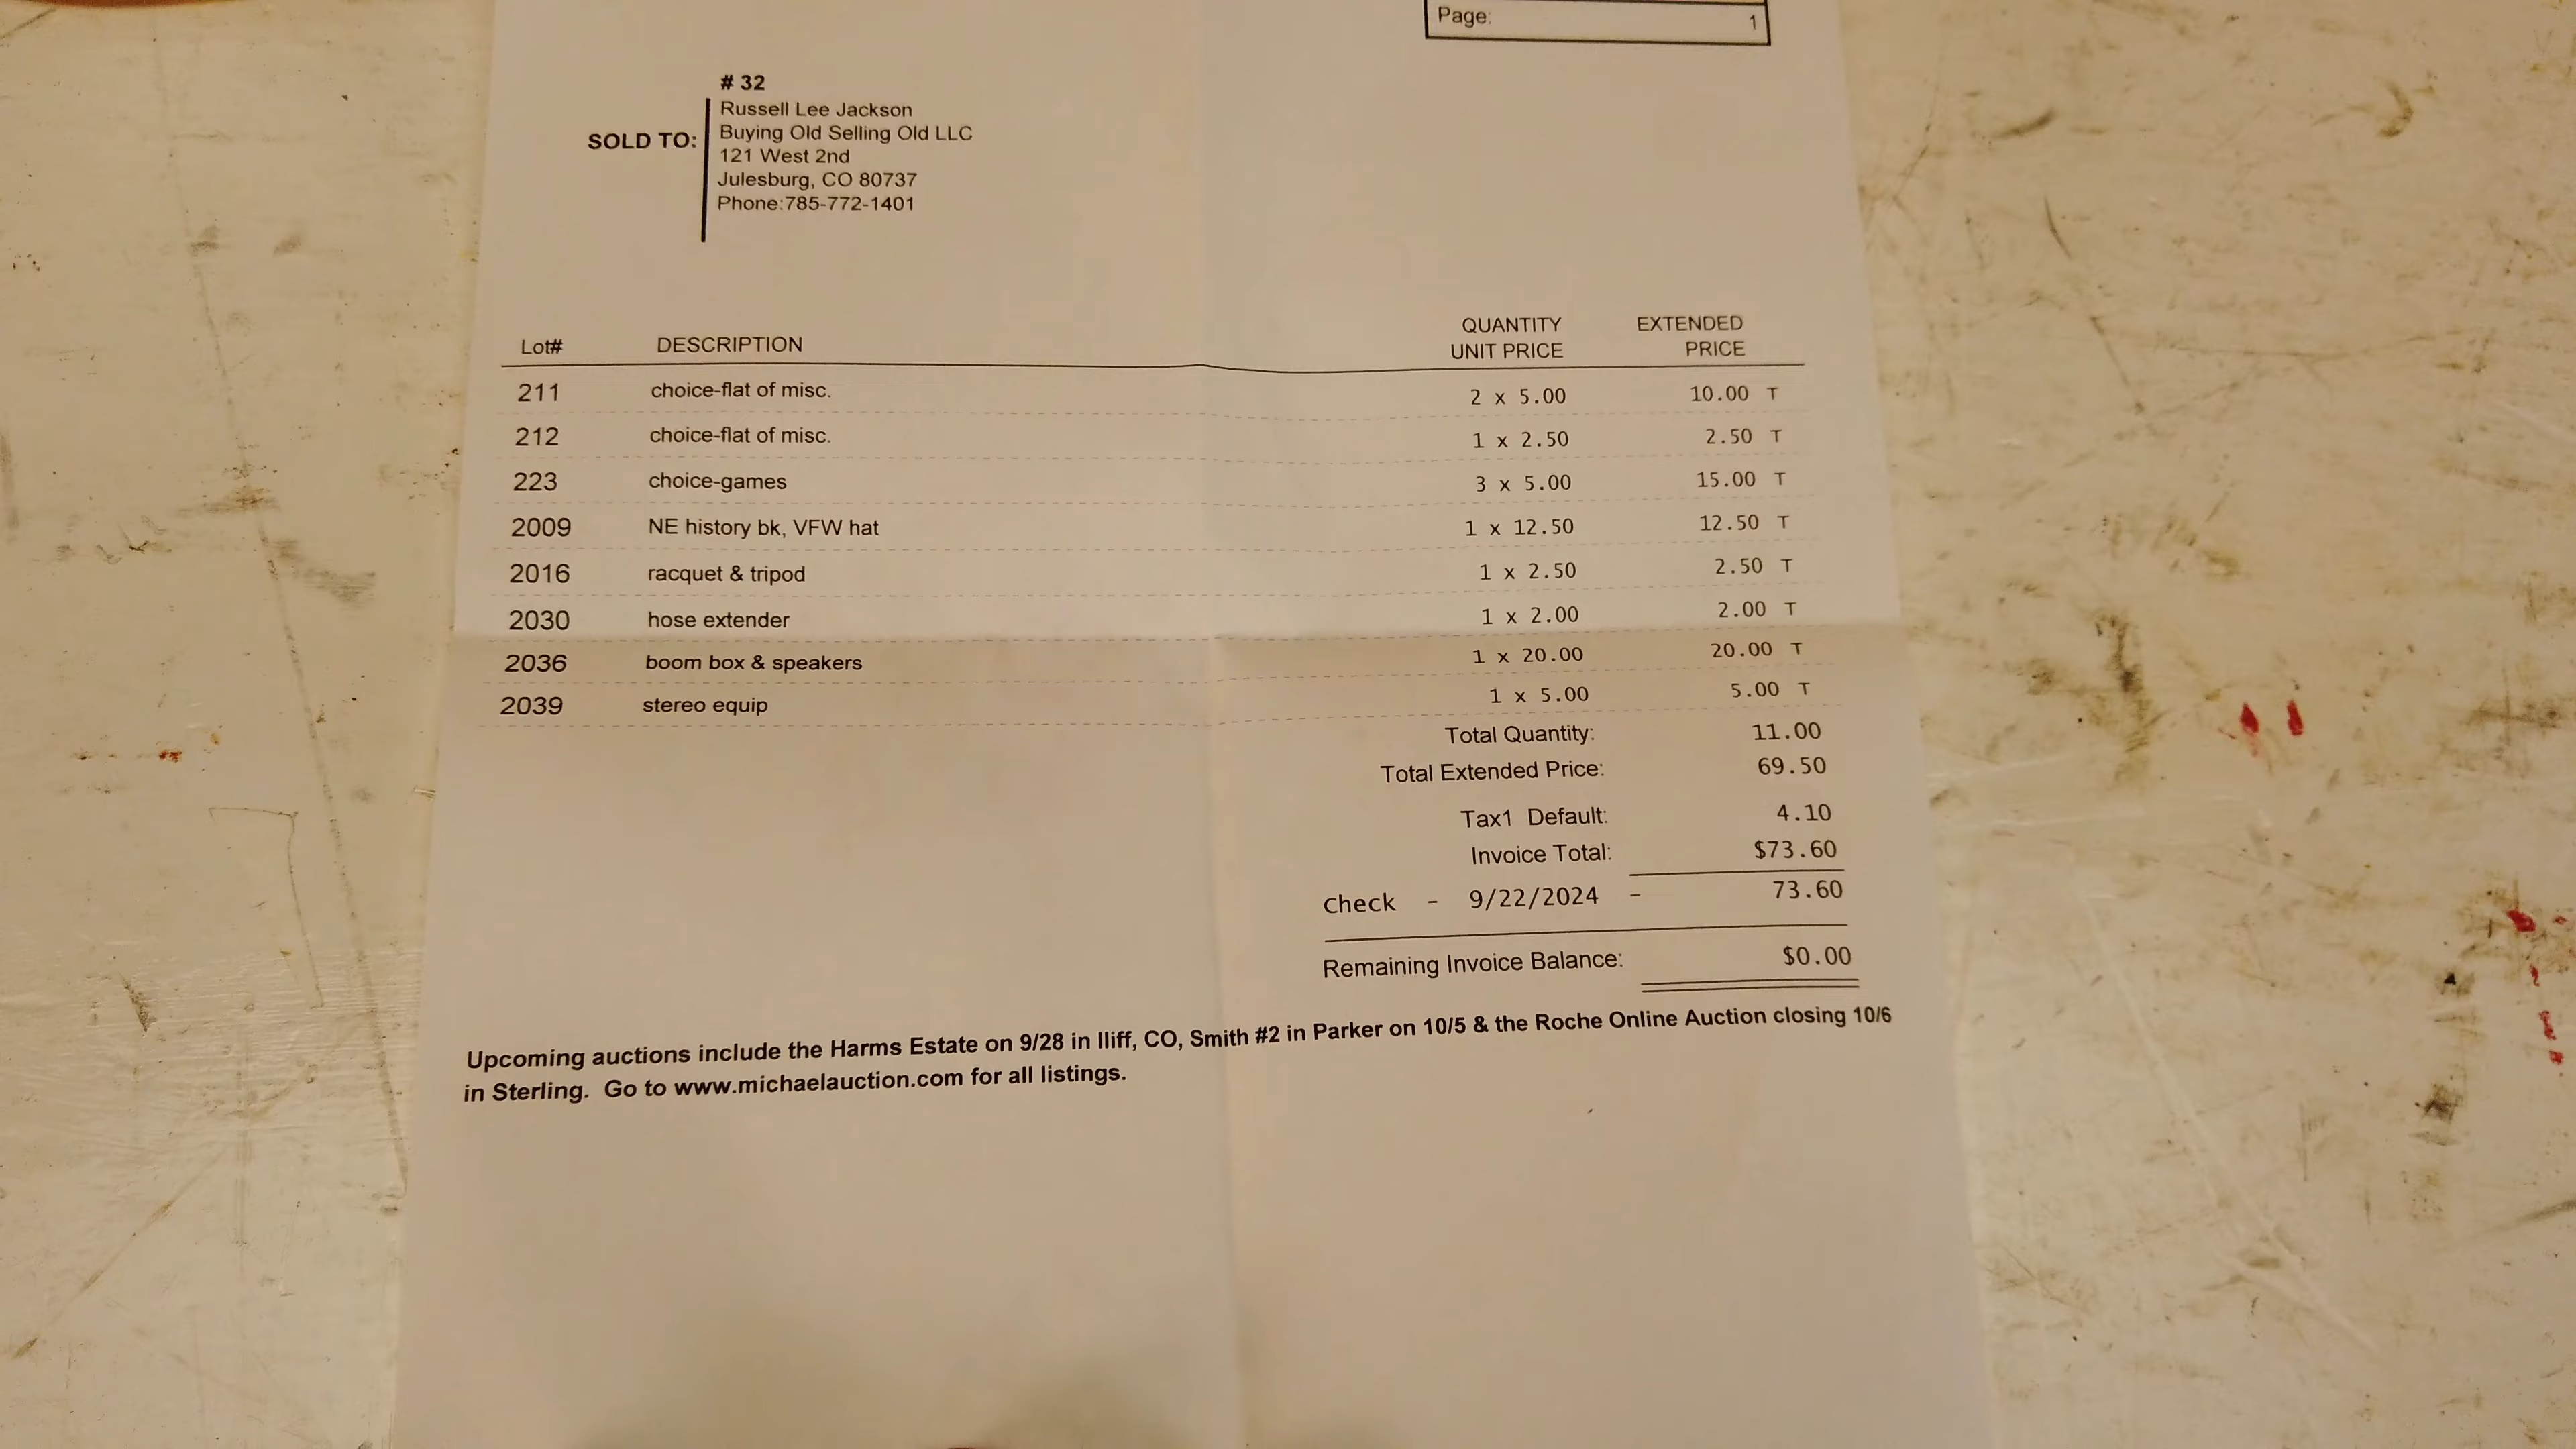 Page: 1
# 32
SOLD TO:
Russell Lee Jackson
Buying Old Selling Old LLC
121 West 2nd
Julesburg, CO 80737
Phone:785-772-1401
Lot# DESCRIPTION QUANTITY UNIT PRICE EXTENDED PRICE
211 choice-flat of misc. 2 x 5.00 10.00 T
212 choice-flat of misc. 1 x 2.50 2.50 T
223 choice-games 3 x 5.00 15.00 T
2009 NE history bk, VFW hat 1 x 12.50 12.50 T
2016 racquet & tripod 1 x 2.50 2.50 T
2030 hose extender 1 x 2.00 2.00 T
2036 boom box & speakers 1 x 20.00 20.00 T
2039 stereo equip 1 x 5.00 5.00 T
Total Quantity: 11.00
Total Extended Price: 69.50
Tax1 Default: 4.10
Invoice Total: $73.60
Check - 9/22/2024 - 73.60
Remaining Invoice Balance: $0.00
Upcoming auctions include the Harms Estate on 9/28 in Iliff, CO, Smith #2 in Parker on 10/5 & the Roche Online Auction closing 10/6
in Sterling. Go to www.michaelauction.com for all listings.